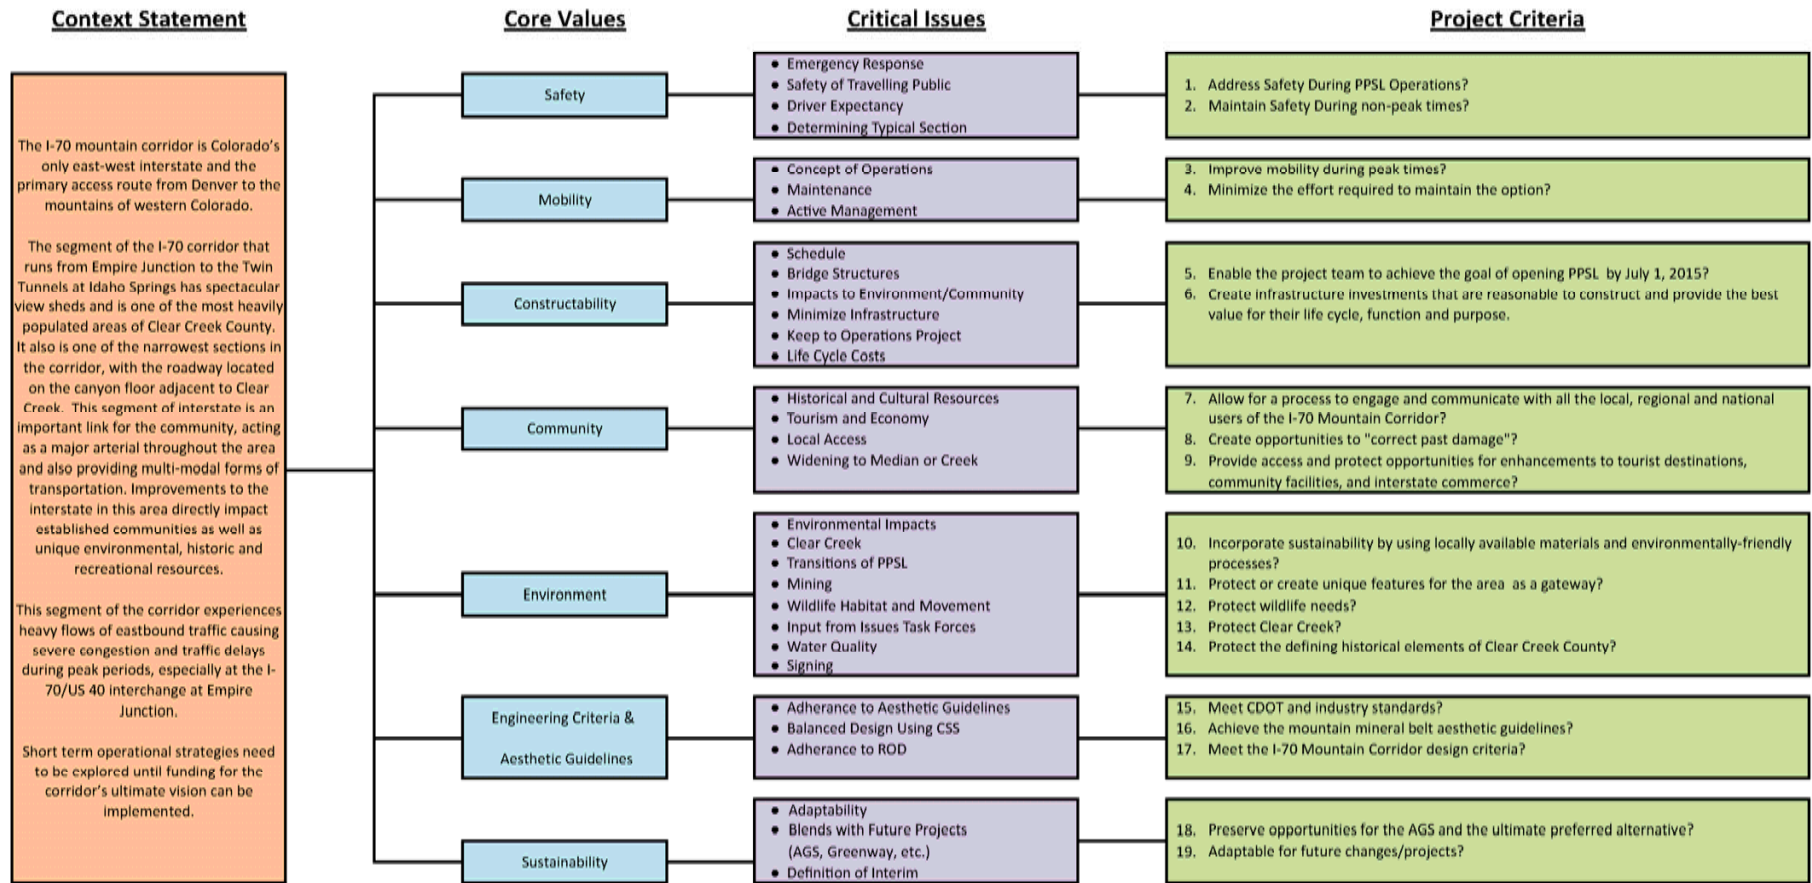 Context Statement
Core Values
Critical Issues
Project Criteria
The I-70 mountain corridor is Colorado's
only east-west interstate and the
primary access route from Denver to the
mountains of western Colorado.
The segment of the I-70 corridor that
runs from Empire Junction to the Twin
Tunnels at Idaho Springs has spectacular
view sheds and is one of the most heavily
populated areas of Clear Creek County.
It also is one of the narrowest sections in
the corridor, with the roadway located
on the canyon floor adjacent to Clear
Creek. This segment of interstate is an
important link for the community, acting
as a major arterial throughout the area
and also providing multi-modal forms of
transportation. Improvements to the
interstate in this area directly impact
established communities as well as
unique environmental, historic and
recreational resources.
This segment of the corridor experiences
heavy flows of eastbound traffic causing
severe congestion and traffic delays
during peak periods, especially at the I-
70/US 40 interchange at Empire
Junction.
Short term operational strategies need
to be explored until funding for the
corridor's ultimate vision can be
implemented.
Safety
• Emergency Response
• Safety of Travelling Public
• Driver Expectancy
• Determining Typical Section
1. Address Safety During PPSL Operations?
2. Maintain Safety During non-peak times?
Mobility
• Concept of Operations
• Maintenance
• Active Management
3. Improve mobility during peak times?
4. Minimize the effort required to maintain the option?
Constructability
• Schedule
• Bridge Structures
• Impacts to Environment/Community
• Minimize Infrastructure
• Keep to Operations Project
• Life Cycle Costs
5. Enable the project team to achieve the goal of opening PPSL by July 1, 2015?
6. Create infrastructure investments that are reasonable to construct and provide the best
value for their life cycle, function and purpose.
Community
• Historical and Cultural Resources
• Tourism and Economy
• Local Access
• Widening to Median or Creek
7. Allow for a process to engage and communicate with all the local, regional and national
users of the I-70 Mountain Corridor?
8. Create opportunities to "correct past damage"?
9. Provide access and protect opportunities for enhancements to tourist destinations,
community facilities, and interstate commerce?
Environment
• Environmental Impacts
• Clear Creek
• Transitions of PPSL
• Mining
• Wildlife Habitat and Movement
• Input from Issues Task Forces
• Water Quality
• Signing
10. Incorporate sustainability by using locally available materials and environmentally-friendly
processes?
11. Protect or create unique features for the area as a gateway?
12. Protect wildlife needs?
13. Protect Clear Creek?
14. Protect the defining historical elements of Clear Creek County?
Engineering Criteria &
Aesthetic Guidelines
• Adherance to Aesthetic Guidelines
• Balanced Design Using CSS
• Adherance to ROD
15. Meet CDOT and industry standards?
16. Achieve the mountain mineral belt aesthetic guidelines?
17. Meet the I-70 Mountain Corridor design criteria?
Sustainability
• Adaptability
• Blends with Future Projects
(AGS, Greenway, etc.)
• Definition of Interim
18. Preserve opportunities for the AGS and the ultimate preferred alternative?
19. Adaptable for future changes/projects?